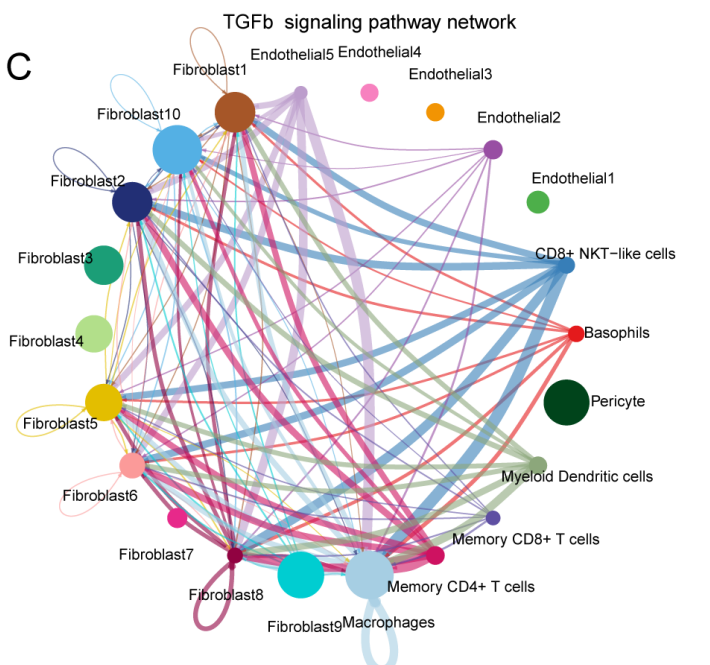 TGFb signaling pathway network
C
Endothelial5
Endothelial4
Endothelial3
Endothelial2
Endothelial1
CD8+ NKT−like cells
Basophils
Pericyte
Myeloid Dendritic cells
Memory CD8+ T cells
Memory CD4+ T cells
Macrophages
Fibroblast9
Fibroblast8
Fibroblast7
Fibroblast6
Fibroblast5
Fibroblast4
Fibroblast3
Fibroblast2
Fibroblast10
Fibroblast1